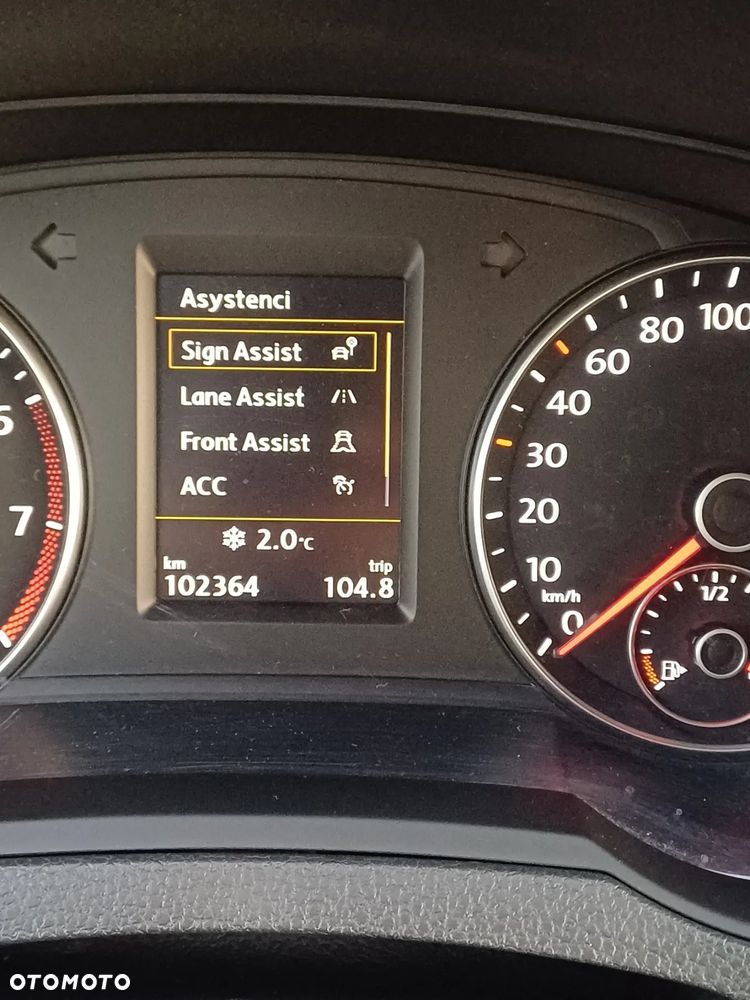 Asystenci
Sign Assist
Lane Assist
Front Assist
ACC
2.0°C
km
trip
102364
104.8
6
7
100
80
60
40
30
20
10
km/h
0
1/2
OTOMOTO